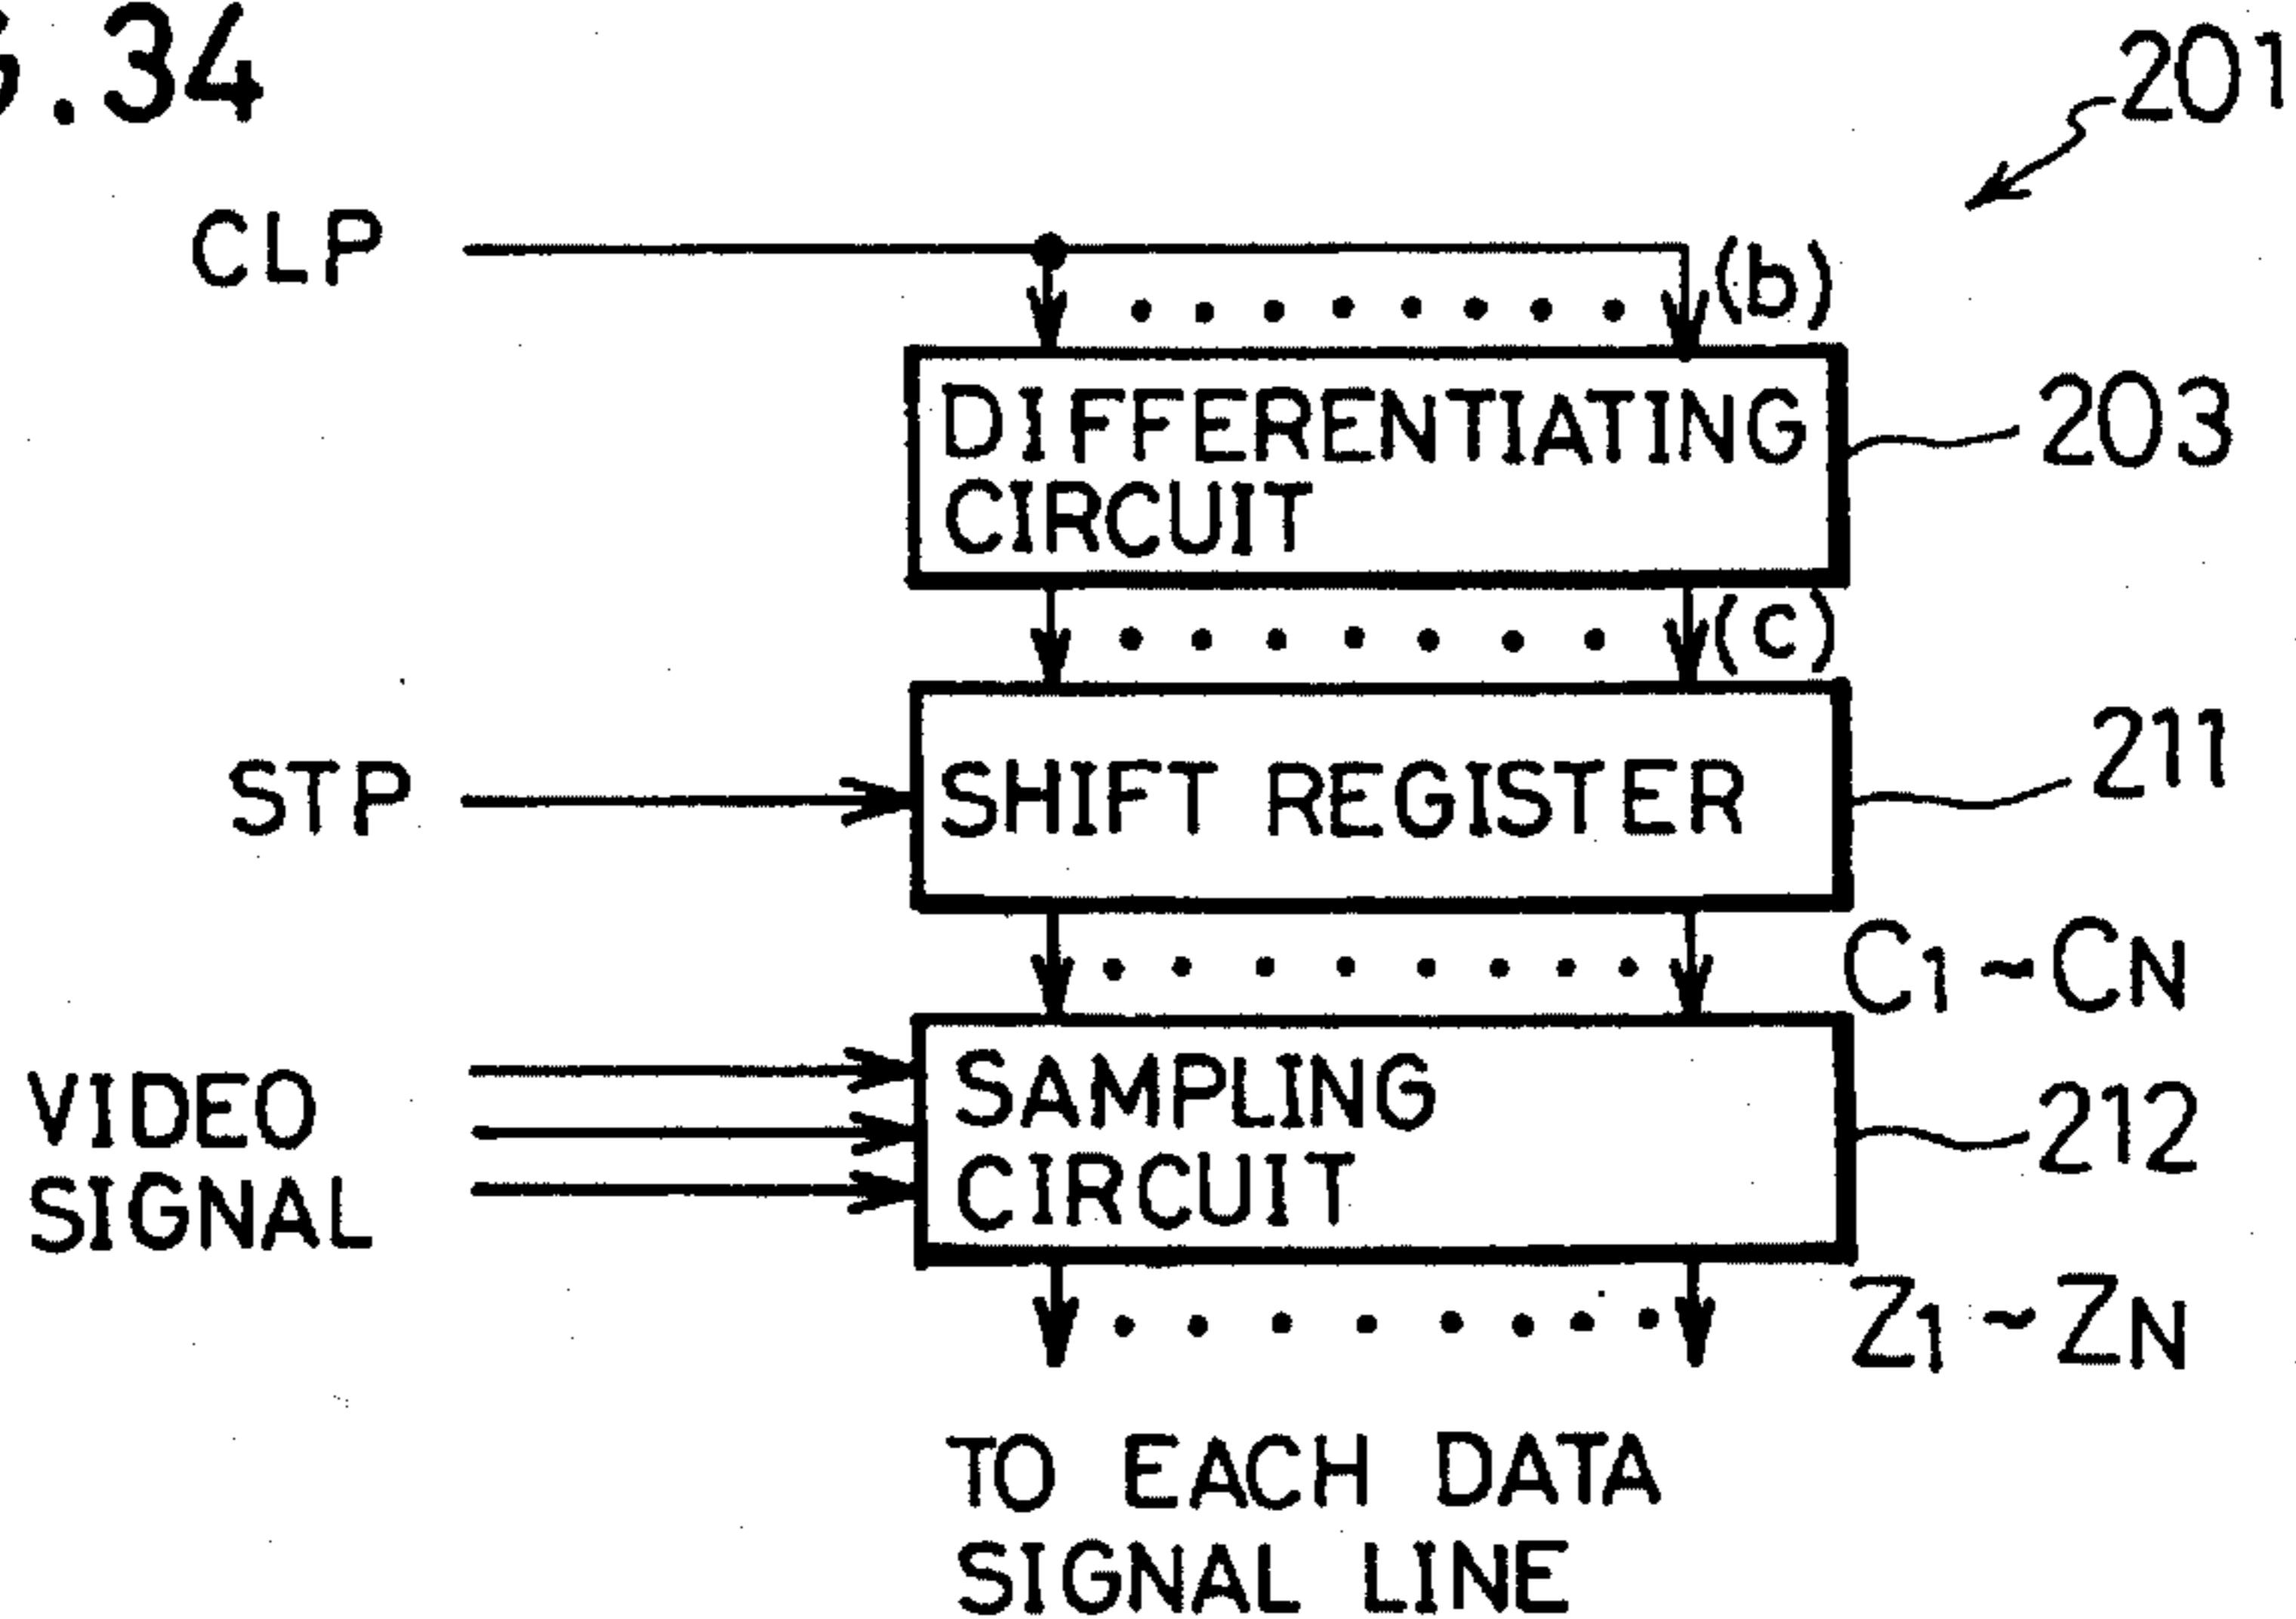 .34
201
CLP
(b)
DIFFERENTIATING
CIRCUIT
203
(c)
STP
SHIFT REGISTER
211
C1~CN
VIDEO
SIGNAL
SAMPLING
CIRCUIT
212
Z1~ZN
TO EACH DATA
SIGNAL LINE